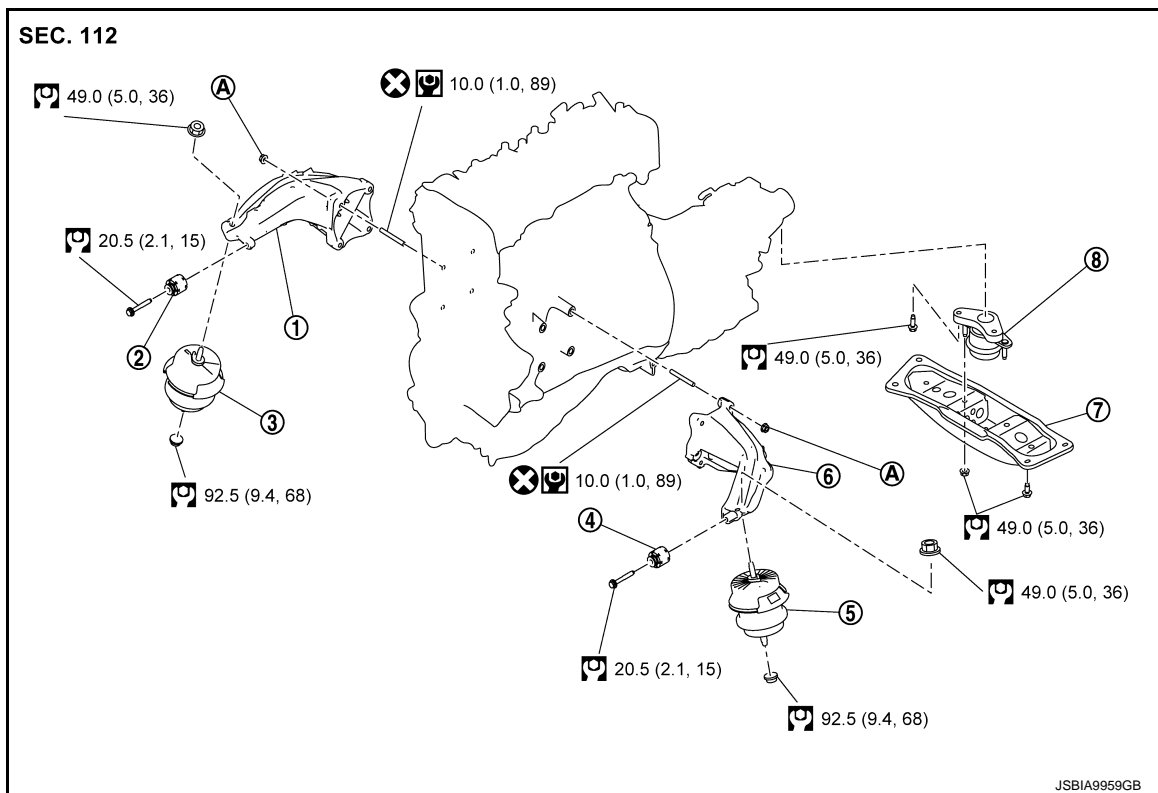 SEC. 112
A
10.0 (1.0, 89)
49.0 (5.0, 36)
20.5 (2.1, 15)
8
1
2
49.0 (5.0, 36)
3
7
6
A
10.0 (1.0, 89)
92.5 (9.4, 68)
4
49.0 (5.0, 36)
49.0 (5.0, 36)
5
20.5 (2.1, 15)
92.5 (9.4, 68)
JSBIA9959GB